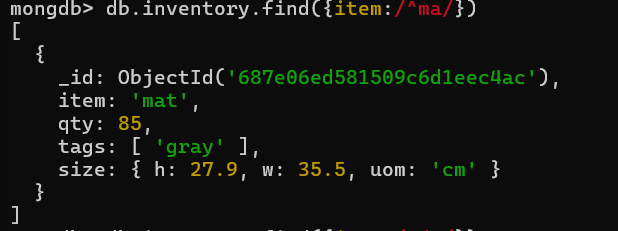 mongdb> db.inventory.find({item:/^ma/})
[
  {
    _id: ObjectId('687e06ed581509c6d1eec4ac'),
    item: 'mat',
    qty: 85,
    tags: [ 'gray' ],
    size: { h: 27.9, w: 35.5, uom: 'cm' }
  }
]